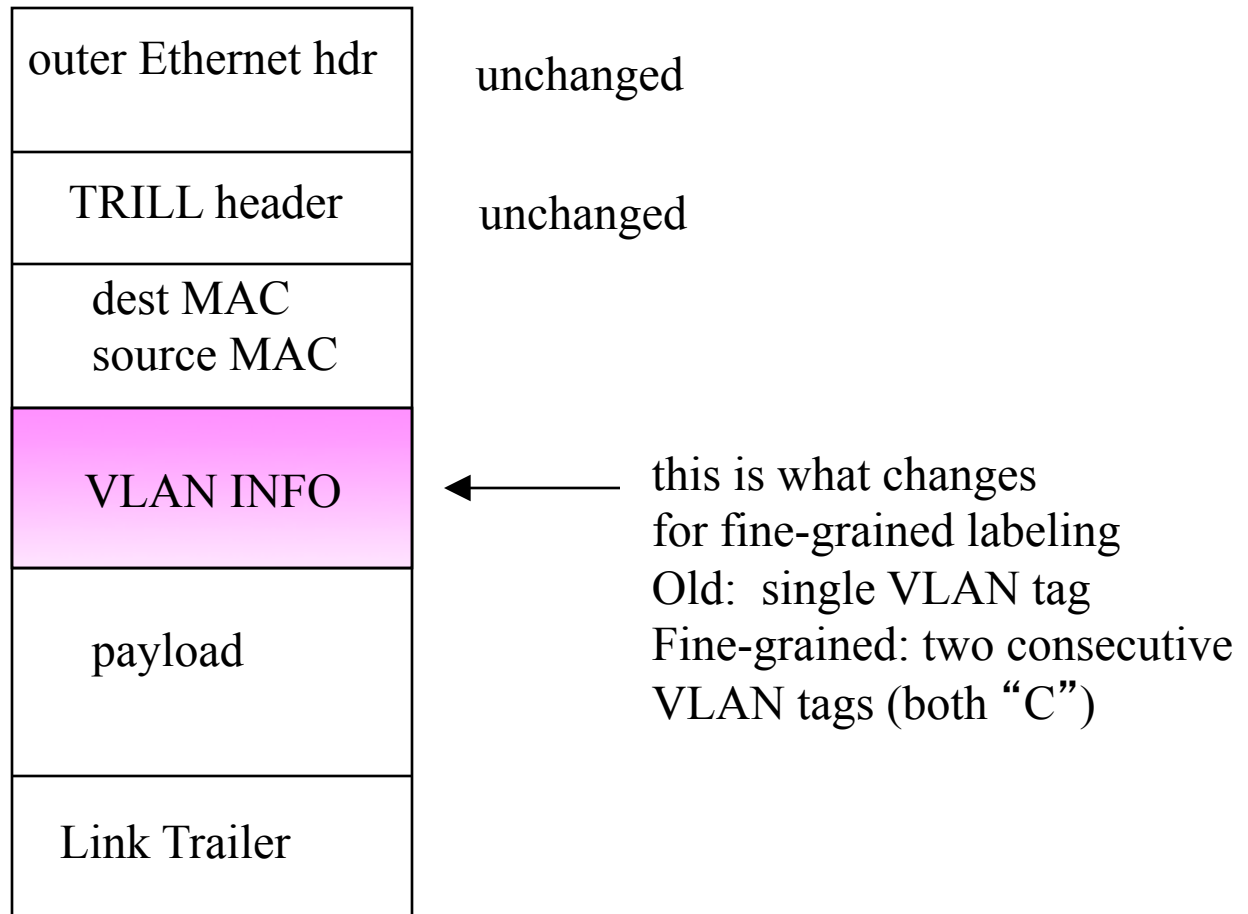 outer Ethernet hdr
unchanged
TRILL header
unchanged
dest MAC
source MAC
VLAN INFO
this is what changes
for fine-grained labeling
Old:  single VLAN tag
Fine-grained: two consecutive
VLAN tags (both “C”)
payload
Link Trailer